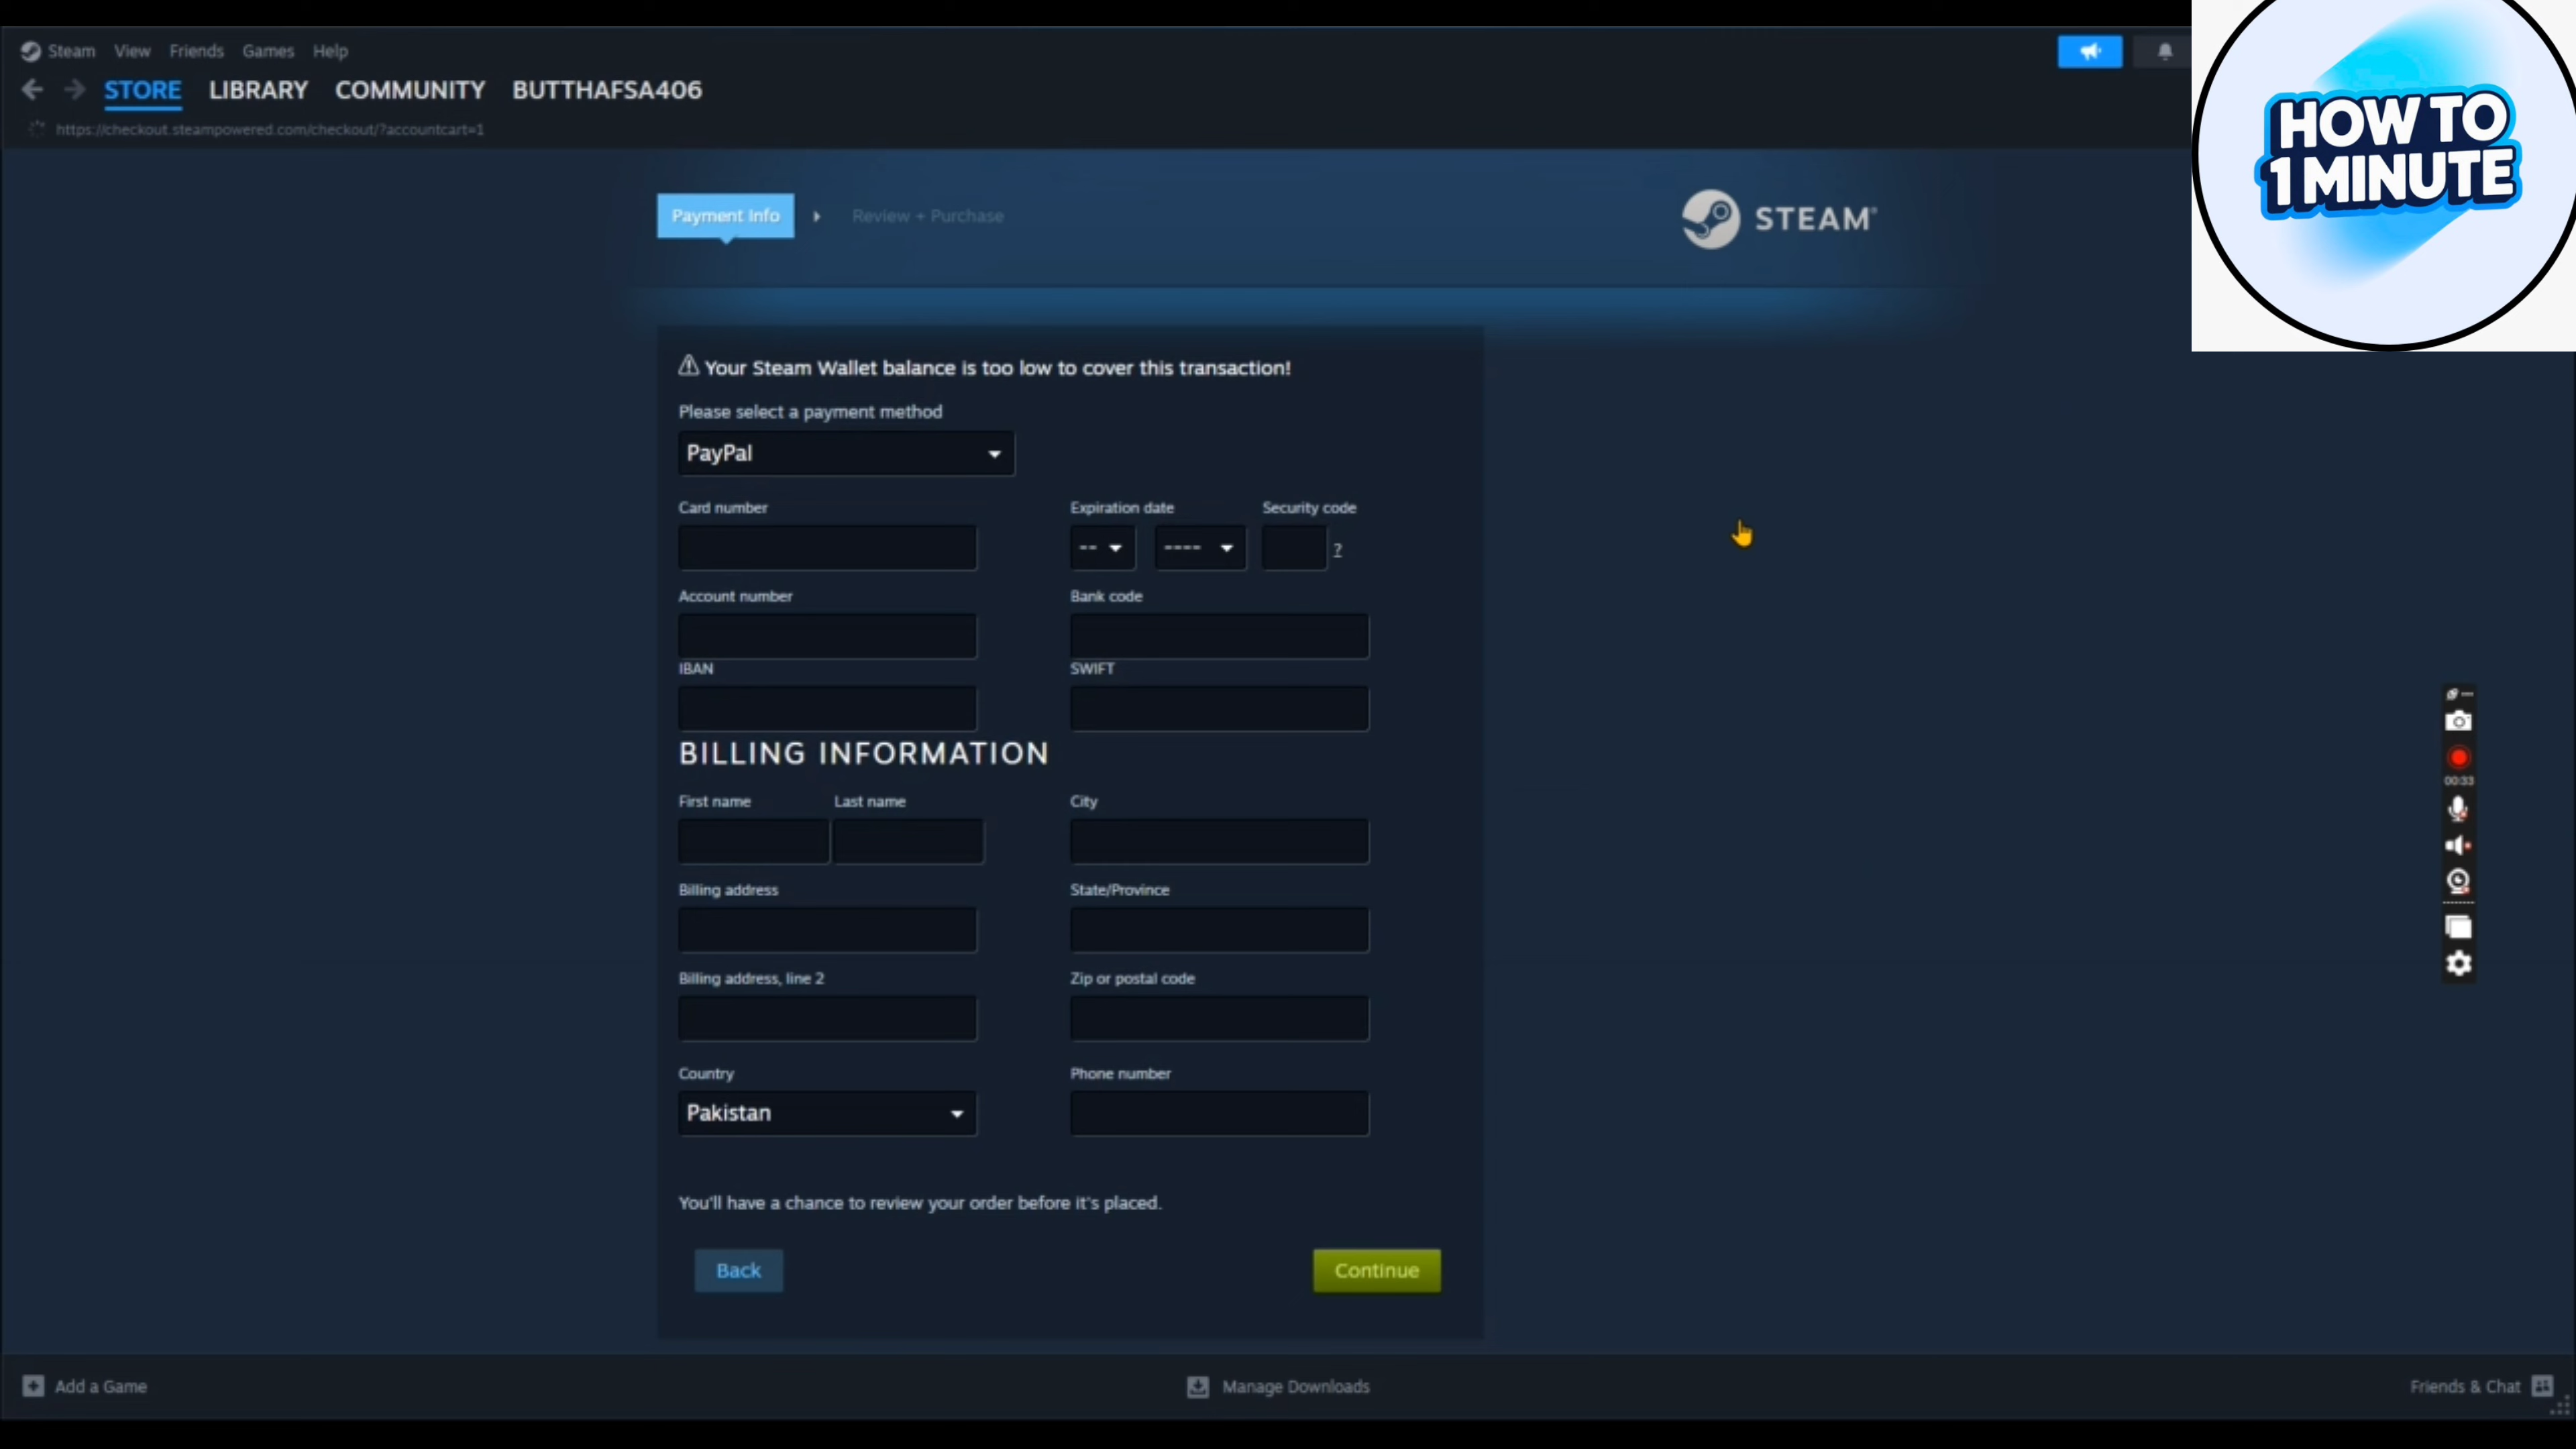 Steam View Friends Games Help
STORE LIBRARY COMMUNITY BUTTHAFSA406
https://checkout.steampowered.com/checkout/?accountcart=1
HOW TO
1 MINUTE
Payment Info Review + Purchase
STEAM®
Your Steam Wallet balance is too low to cover this transaction!
Please select a payment method
PayPal
Card number Expiration date Security code
-- ---- ?
Account number Bank code
IBAN SWIFT
BILLING INFORMATION
First name Last name City
Billing address State/Province
Billing address, line 2 Zip or postal code
Country Phone number
Pakistan
00:33
You'll have a chance to review your order before it's placed.
Back Continue
Add a Game Manage Downloads Friends & Chat